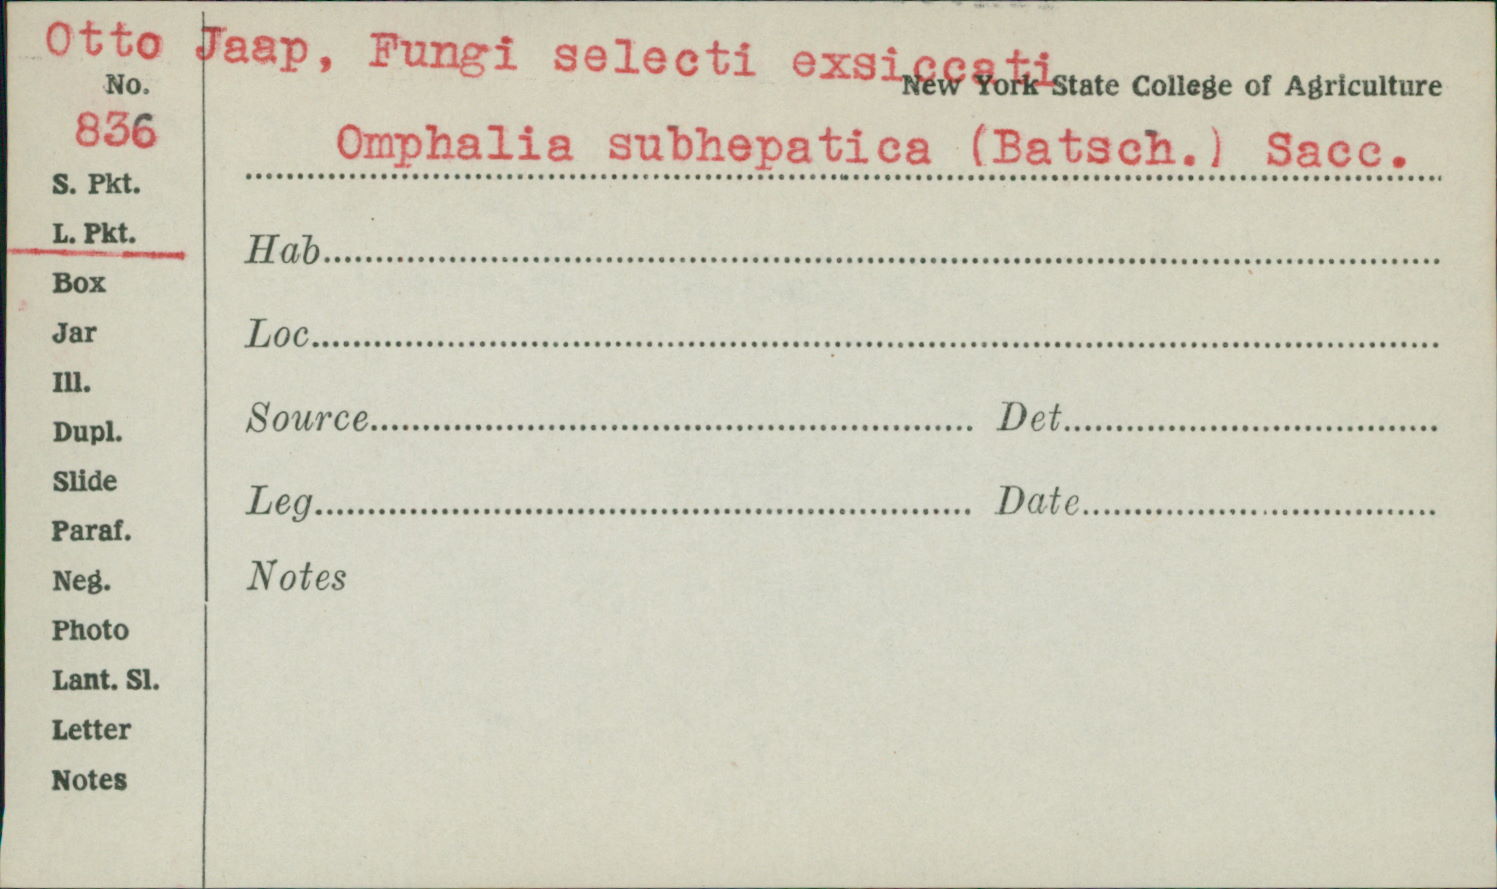 Otto Jaap, Fungi selecti exsiccati
No.
New York State College of Agriculture
836
Omphalia subhepatica (Batsch.) Sacc.
S. Pkt.
L. Pkt.
Hab
Box
Loc
Jar
Ill.
Source Det
Dupl.
Slide
Leg Date
Paraf.
Notes
Neg.
Photo
Lant. Sl.
Letter
Notes